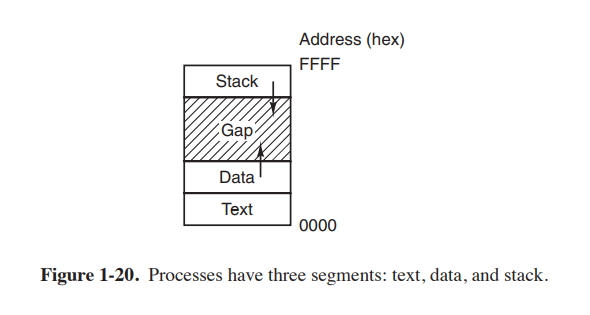 Address (hex)
FFFF
Stack
Gap
Data
Text
0000
Figure 1-20. Processes have three segments: text, data, and stack.